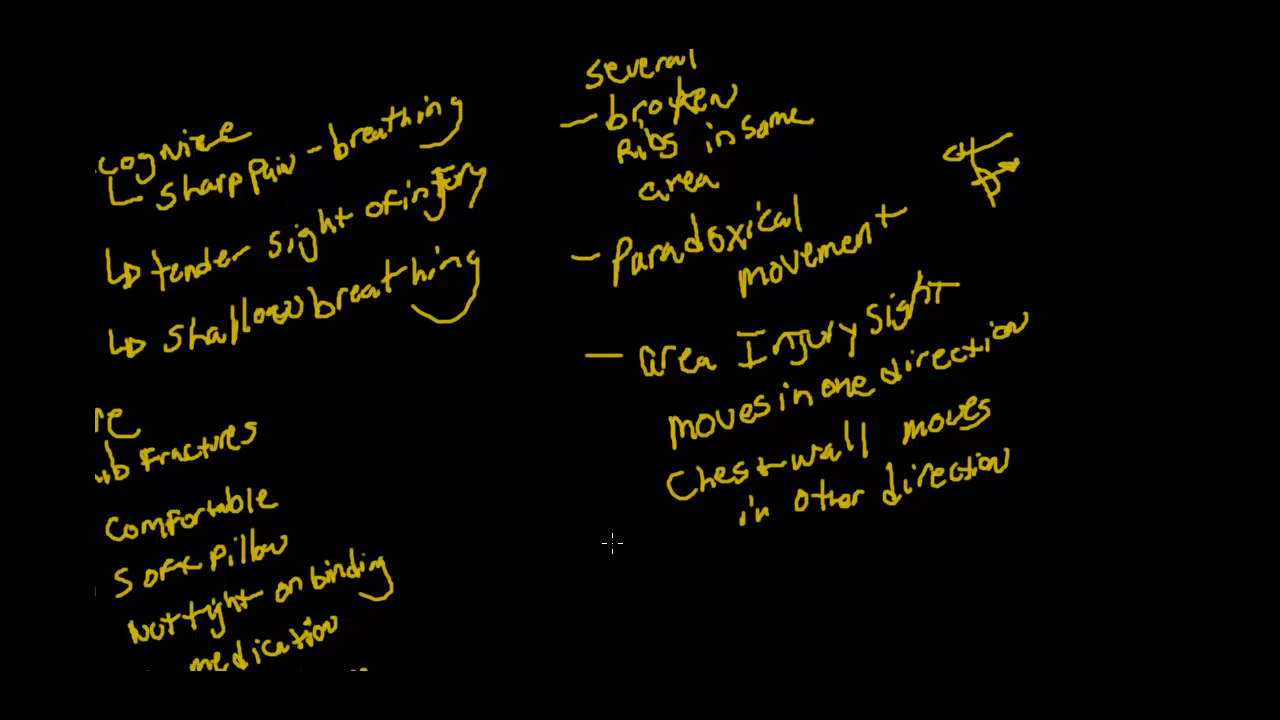 cognize
sharp pain - breathing
tender sight of injury
shallow breathing
re
ib Fractures
comfortable
soft pillow
Not tight on binding
medication
several
- broken
Ribs in same
area
- Paradoxical
movement
- area Injury sight
moves in one direction
Chest wall moves
in other direction